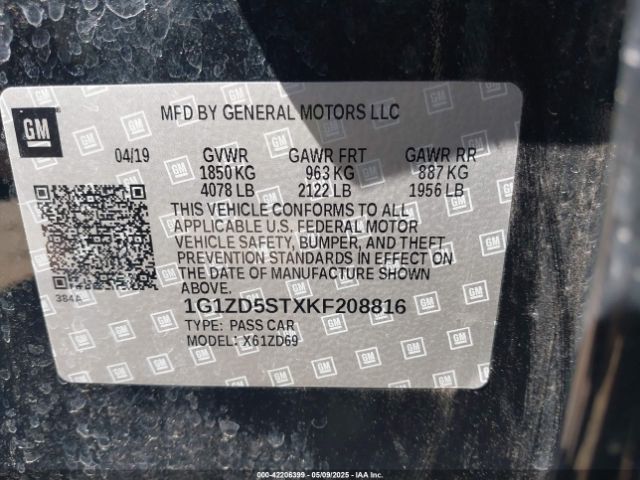 GM
MFD BY GENERAL MOTORS LLC
04/19 GVWR GAWR FRT GAWR RR
1850 KG 963 KG 887 KG
4078 LB 2122 LB 1956 LB
THIS VEHICLE CONFORMS TO ALL
APPLICABLE U.S. FEDERAL MOTOR
VEHICLE SAFETY, BUMPER, AND THEFT
PREVENTION STANDARDS IN EFFECT ON
THE DATE OF MANUFACTURE SHOWN
ABOVE.
384A
1G1ZD5STXKF208816
TYPE: PASS CAR
MODEL: X61ZD69
000-42206399 - 05/09/2025 - IAA Inc.